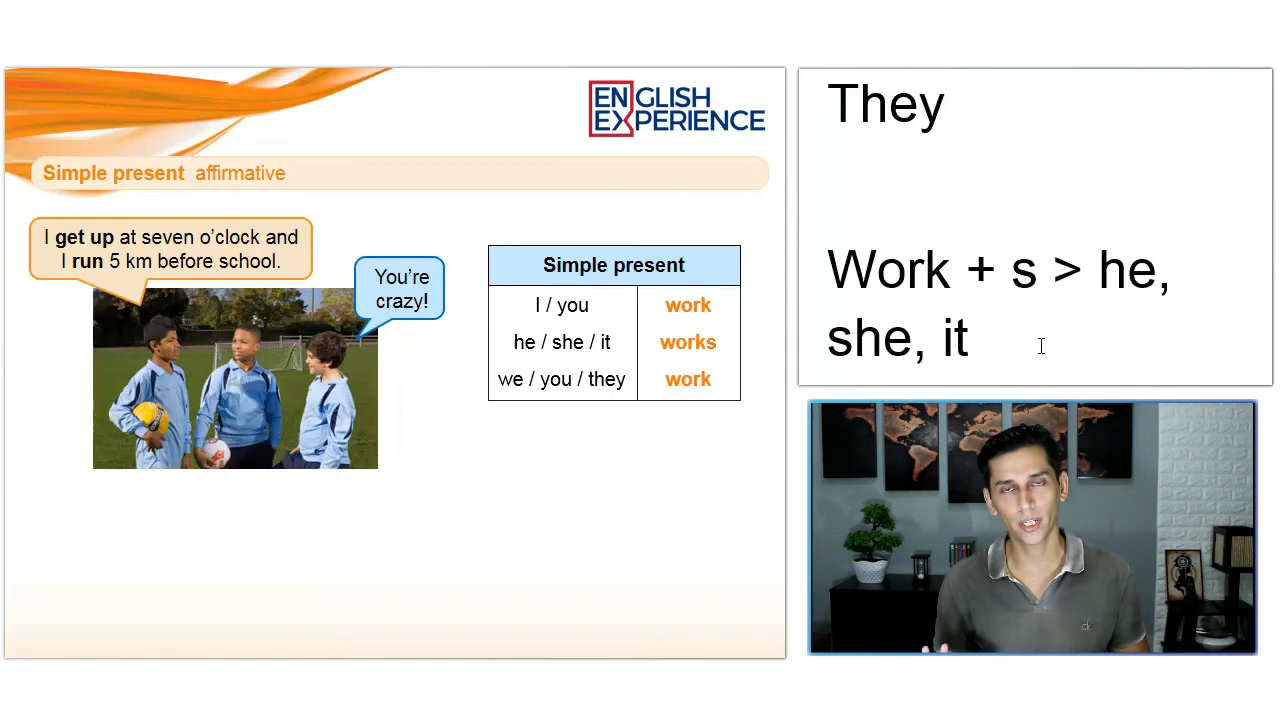 ENGLISH
EXPERIENCE
Simple present affirmative
I get up at seven o'clock and
I run 5 km before school.
You're
crazy!
Simple present
I / you work
he / she / it works
we / you / they work
They
Work + s > he,
she, it